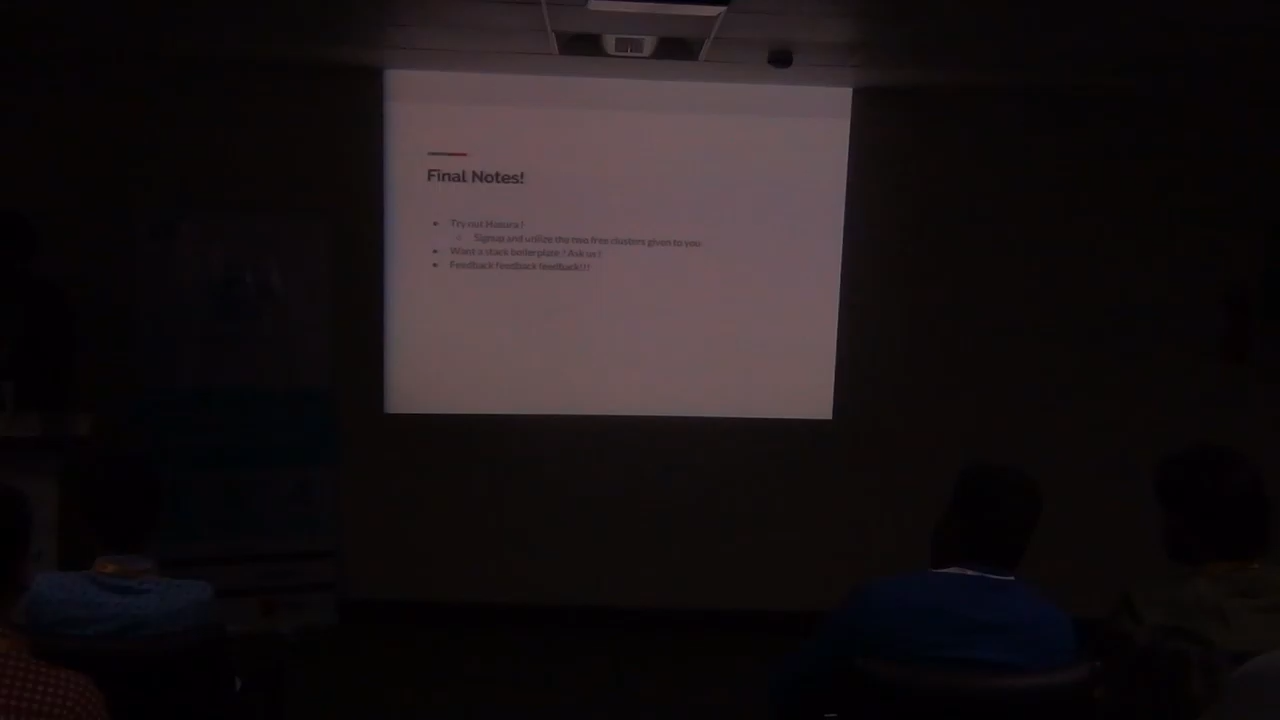 Final Notes!
Try out Hasura !
Signup and utilize the two free clusters given to you
Want a stack boilerplate ? Ask us !
Feedback feedback feedback!!!